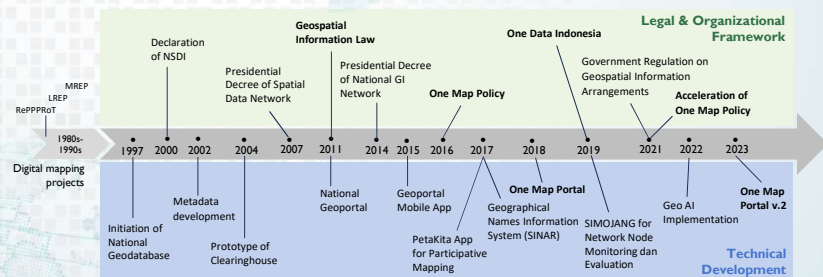 Legal & Organizational
Framework
Geospatial
Information Law
Declaration
of NSDI
One Data Indonesia
Presidential Decree
of National GI
Network
Government Regulation on
Geospatial Information
Arrangements
Presidential
Decree of Spatial
Data Network
MREP
LREP
RePPPRoT
One Map Policy
Acceleration of
One Map Policy
1980s-
1990s
1997
2000
2002
2004
2007
2011
2014
2015
2016
2017
2018
2019
2021
2022
2023
Digital mapping
projects
Initiation of
National
Geodatabase
Metadata
development
Prototype of
Clearinghouse
National
Geoportal
Geoportal
Mobile App
PetaKita App
for Participative
Mapping
One Map Portal
Geographical
Names Information
System (SINAR)
SIMOJANG for
Network Node
Monitoring dan
Evaluation
Geo AI
Implementation
One Map
Portal v.2
Technical
Development